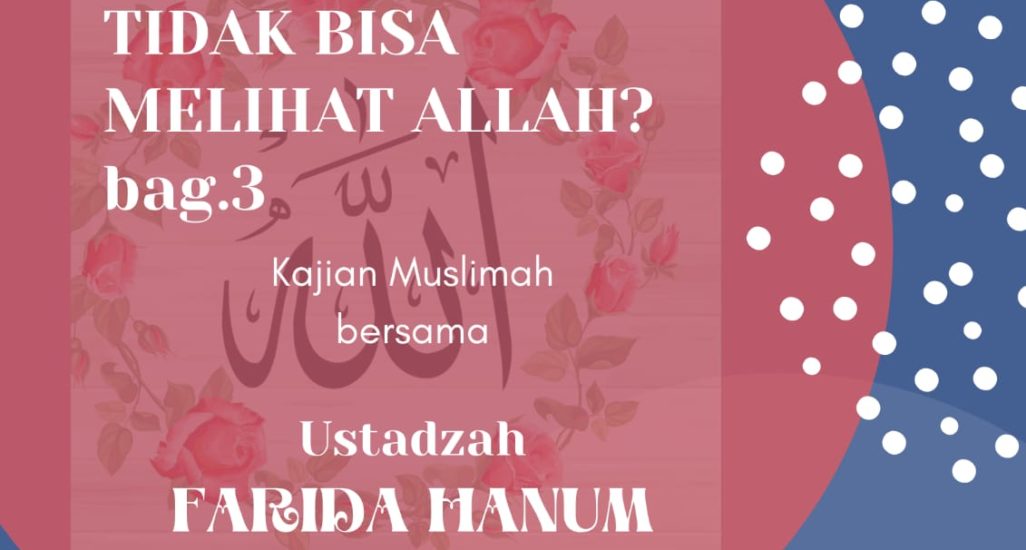 TIDAK BISA
MELIHAT ALLAH?
bag.3
الله
Kajian Muslimah
bersama
Ustadzah
FARIDA HANUM